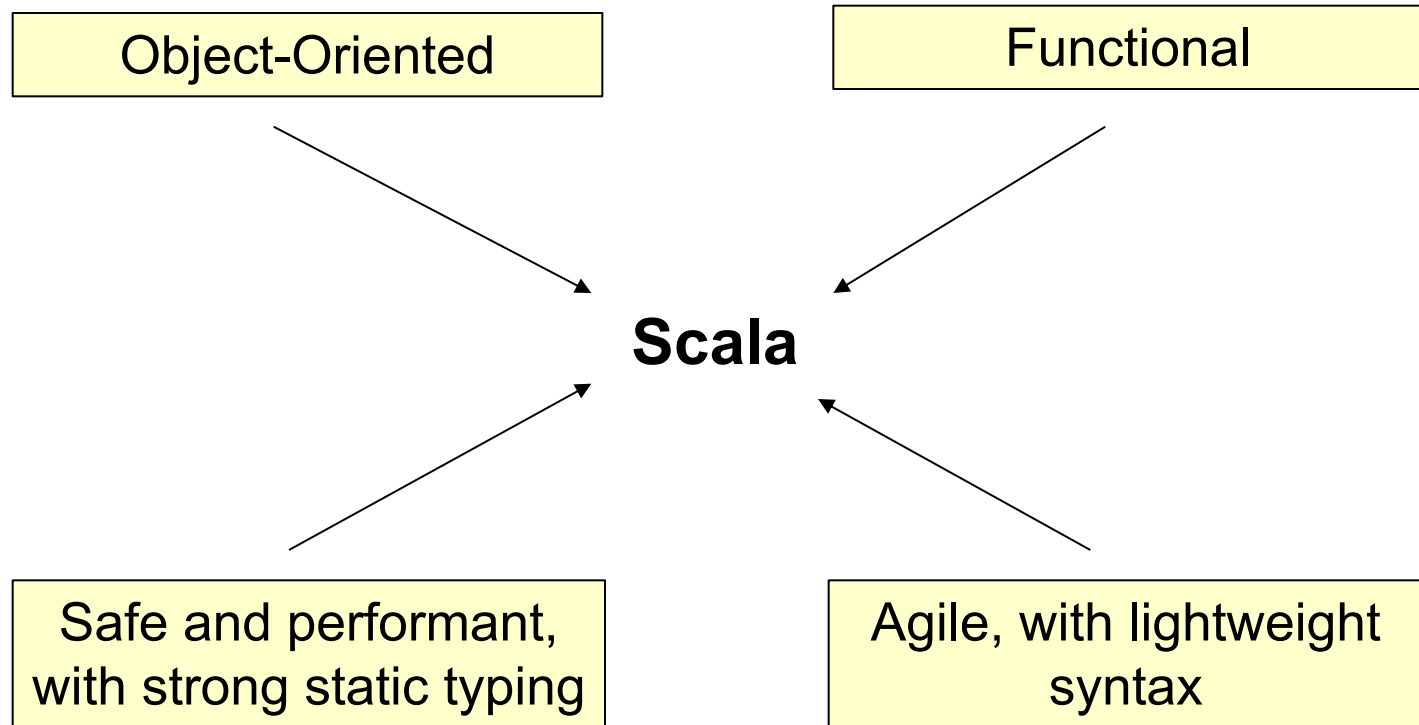 Object-Oriented
Functional
Scala
Safe and performant,
with strong static typing
Agile, with lightweight
syntax